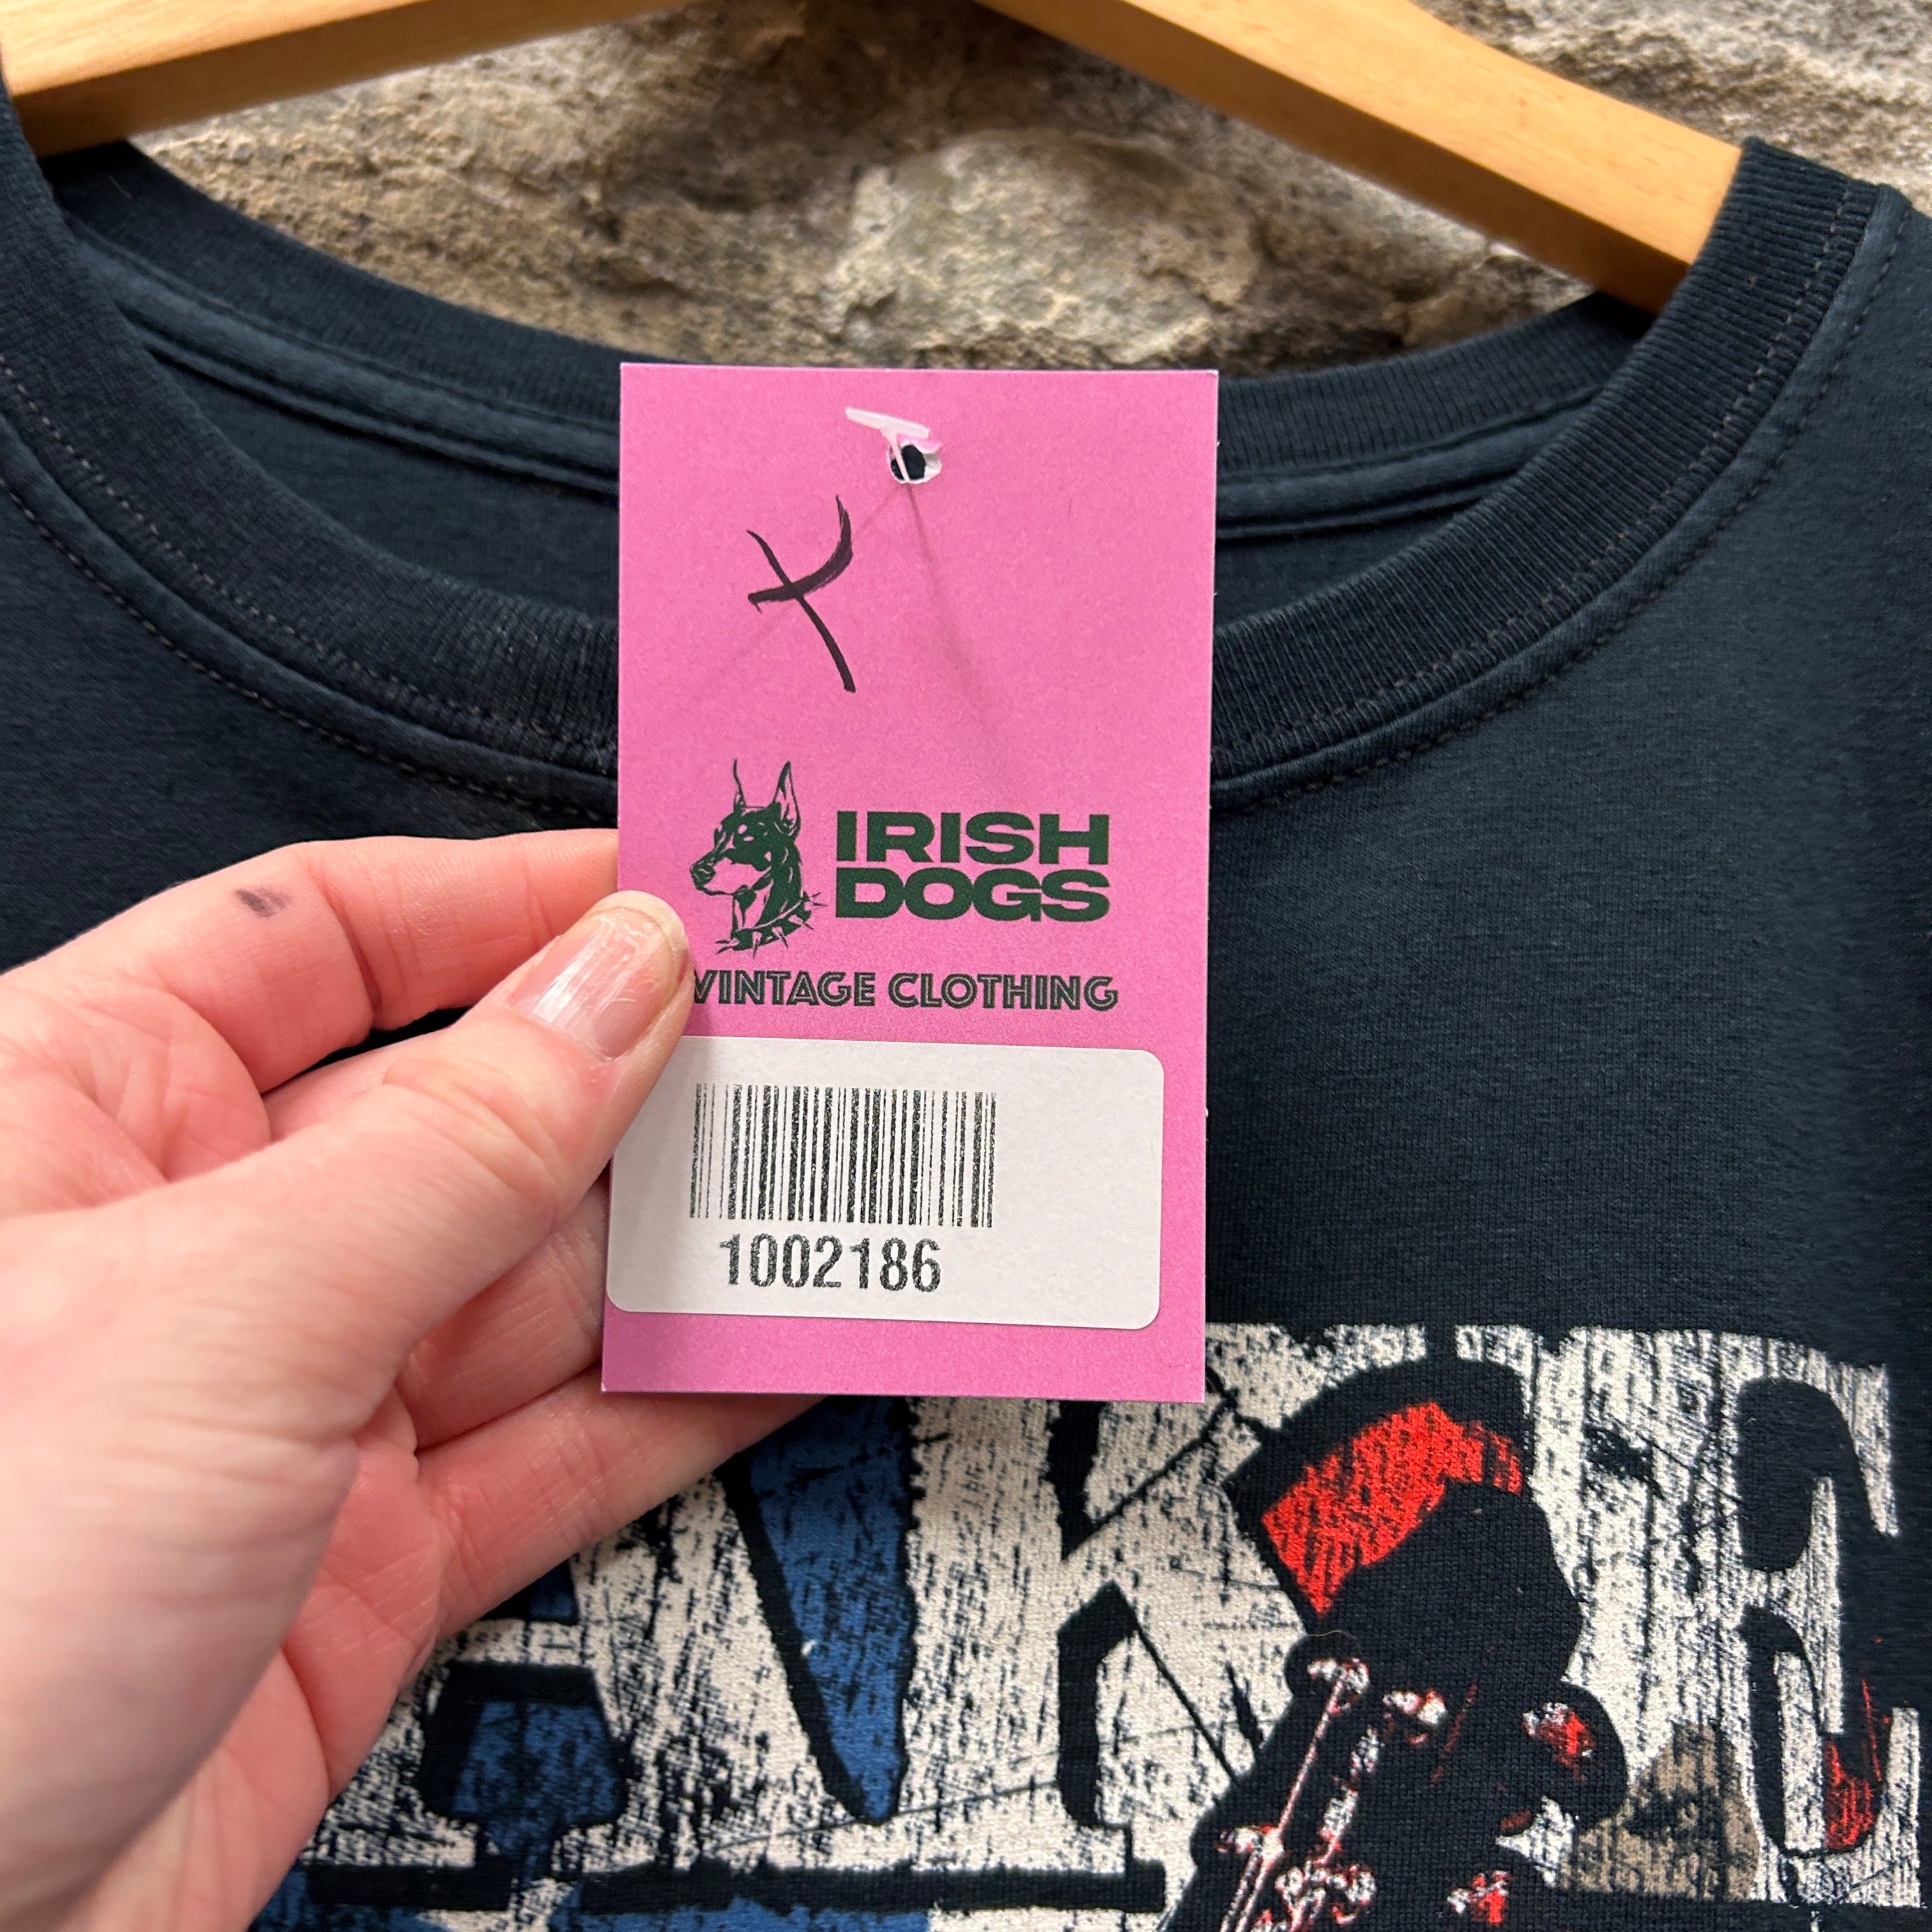 X
IRISH
DOGS
VINTAGE CLOTHING
1002186